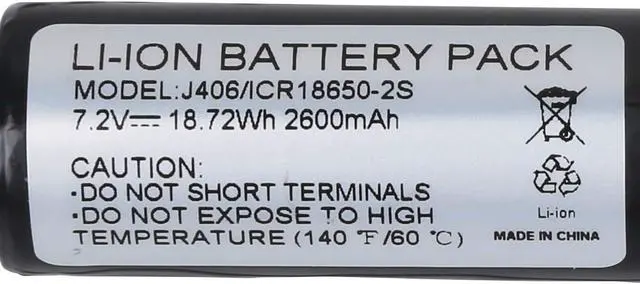 LI-ION BATTERY PACK
MODEL:J406/ICR18650-2S
7.2V⎓ 18.72Wh 2600mAh
CAUTION:
·DO NOT SHORT TERMINALS
·DO NOT EXPOSE TO HIGH
TEMPERATURE (140 ℉/60 ℃)
Li-ion
MADE IN CHINA